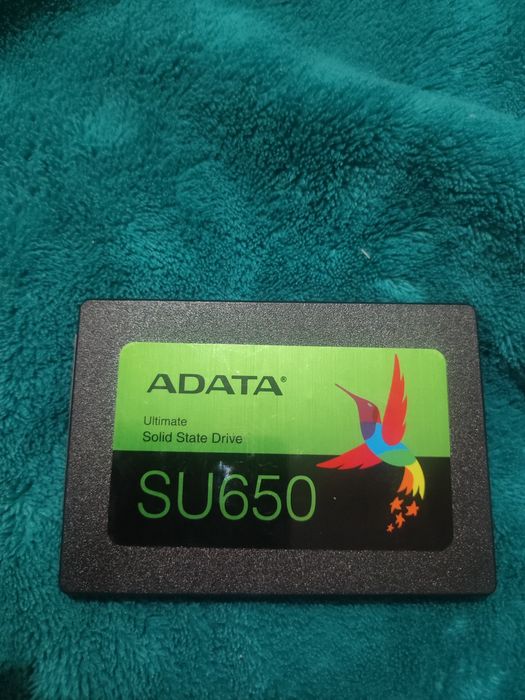 ADATA®
Ultimate
Solid State Drive
SU650